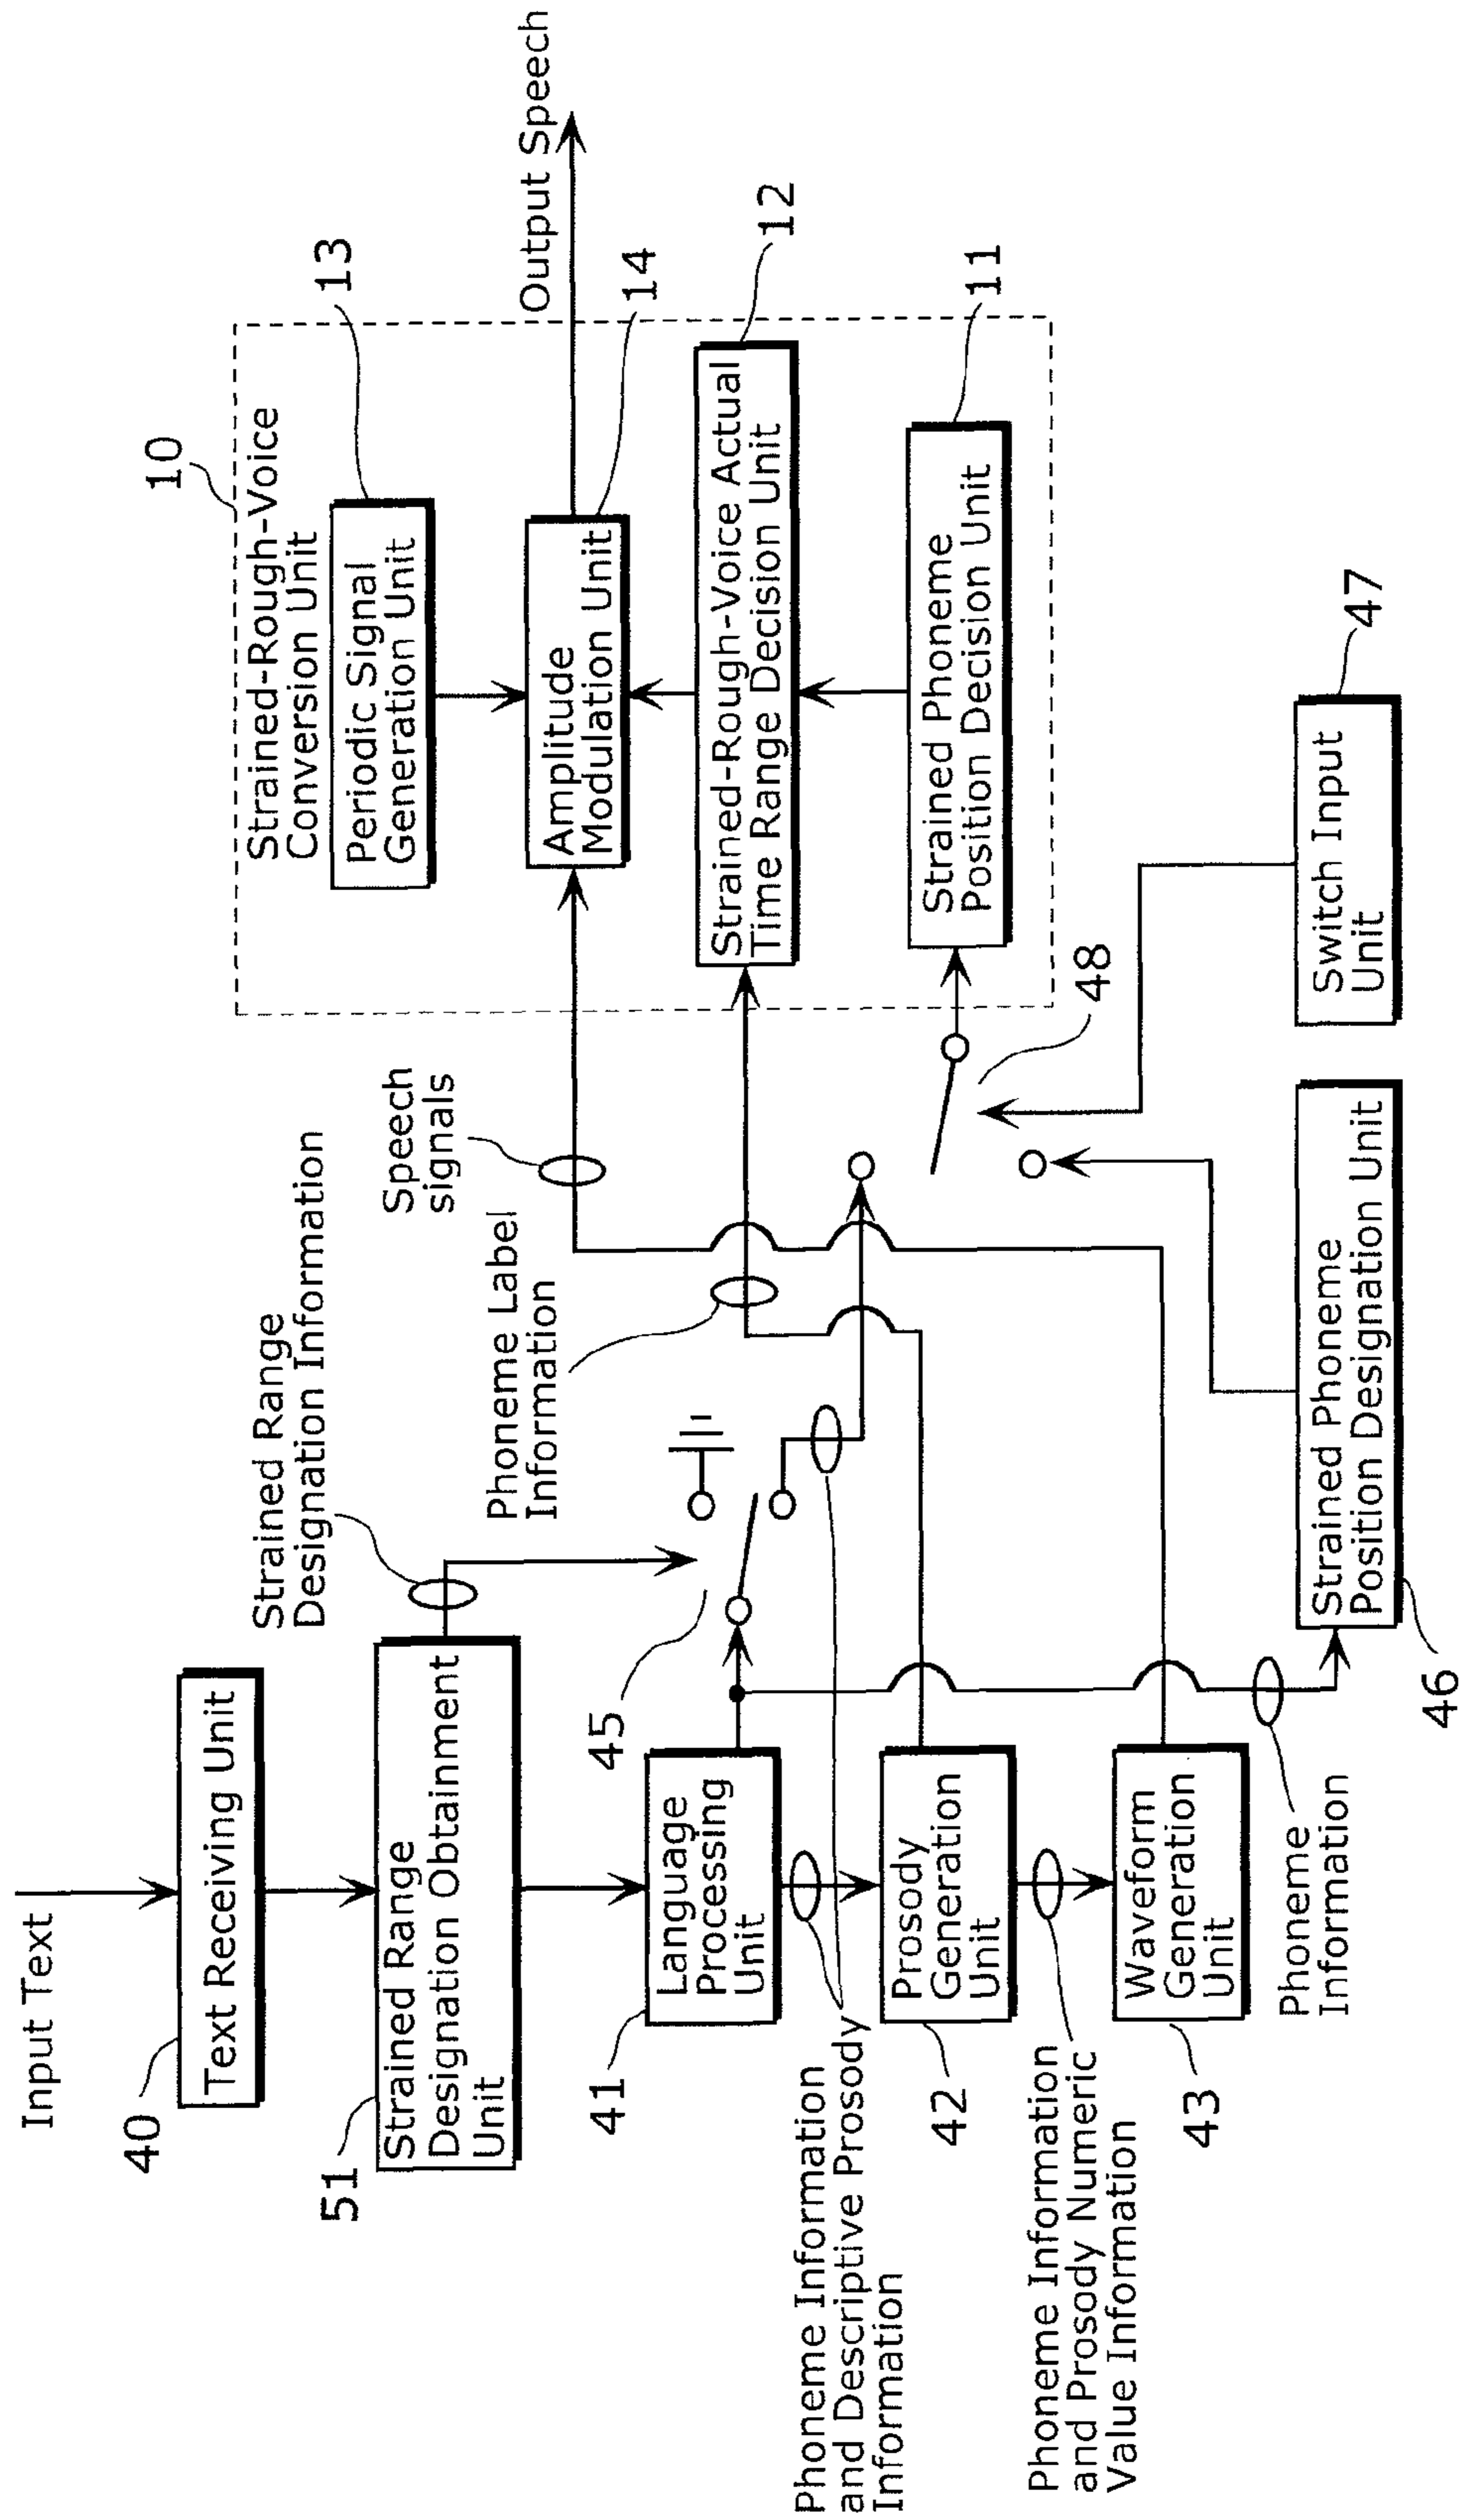 Input Text
40
Text Receiving Unit
51
Strained Range
Designation Obtainment
Unit
Strained Range
Designation Information
41
Language
Processing
Unit
45
Phoneme Information
and Descriptive Prosody
Information
42
Prosody
Generation
Unit
Phoneme Information
and Prosody Numeric
Value Information
43
Waveform
Generation
Unit
Phoneme
Information
Phoneme Label
Information
Speech
signals
46
Strained Phoneme
Position Designation Unit
47
Switch Input
Unit
48
10
Strained-Rough-Voice
Conversion Unit
13
Periodic Signal
Generation Unit
14
Amplitude
Modulation Unit
Output Speech
12
Strained-Rough-Voice Actual
Time Range Decision Unit
11
Strained Phoneme
Position Decision Unit